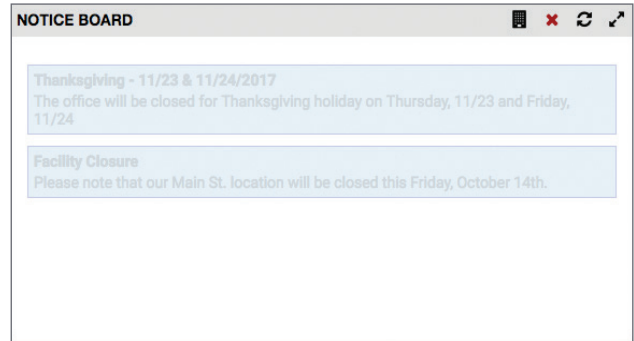 NOTICE BOARD
Thanksgiving - 11/23 & 11/24/2017
The office will be closed for Thanksgiving holiday on Thursday, 11/23 and Friday,
11/24
Facility Closure
Please note that our Main St. location will be closed this Friday, October 14th.